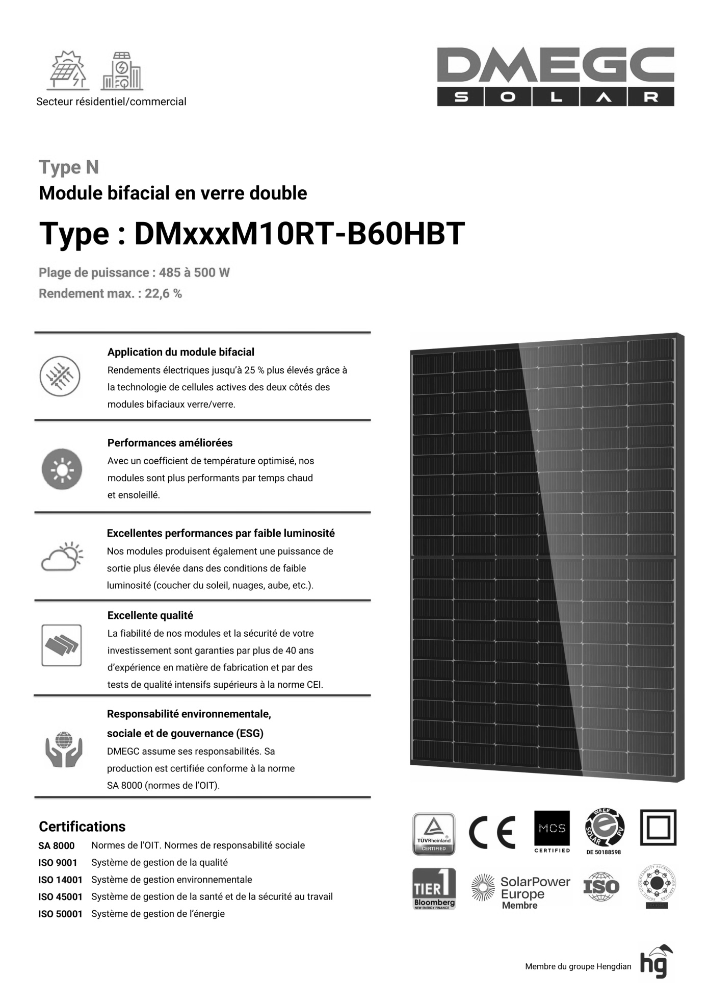 Secteur résidentiel/commercial
DMEGC
SOLAR
Type N
Module bifacial en verre double
Type : DMxxxM10RT-B60HBT
Plage de puissance : 485 à 500 W
Rendement max. : 22,6 %
Application du module bifacial
Rendements électriques jusqu’à 25 % plus élevés grâce à
la technologie de cellules actives des deux côtés des
modules bifaciaux verre/verre.
Performances améliorées
Avec un coefficient de température optimisé, nos
modules sont plus performants par temps chaud
et ensoleillé.
Excellentes performances par faible luminosité
Nos modules produisent également une puissance de
sortie plus élevée dans des conditions de faible
luminosité (coucher du soleil, nuages, aube, etc.).
Excellente qualité
La fiabilité de nos modules et la sécurité de votre
investissement sont garanties par plus de 40 ans
d’expérience en matière de fabrication et par des
tests de qualité intensifs supérieurs à la norme CEI.
Responsabilité environnementale,
sociale et de gouvernance (ESG)
DMEGC assume ses responsabilités. Sa
production est certifiée conforme à la norme
SA 8000 (normes de l’OIT).
Certifications
SA 8000 Normes de l’OIT. Normes de responsabilité sociale
ISO 9001 Système de gestion de la qualité
ISO 14001 Système de gestion environnementale
ISO 45001 Système de gestion de la santé et de la sécurité au travail
ISO 50001 Système de gestion de l’énergie
TÜVRheinland®
CERTIFIED
CE
MCS
CERTIFIED
WEEE
SOLAR PV
DE 50188598
TIER 1
Bloomberg
NEW ENERGY FINANCE
SolarPower
Europe
Membre
ISO
SOCIAL ACCOUNTABILITY ACCREDITATION SERVICES
Membre du groupe Hengdian
hg